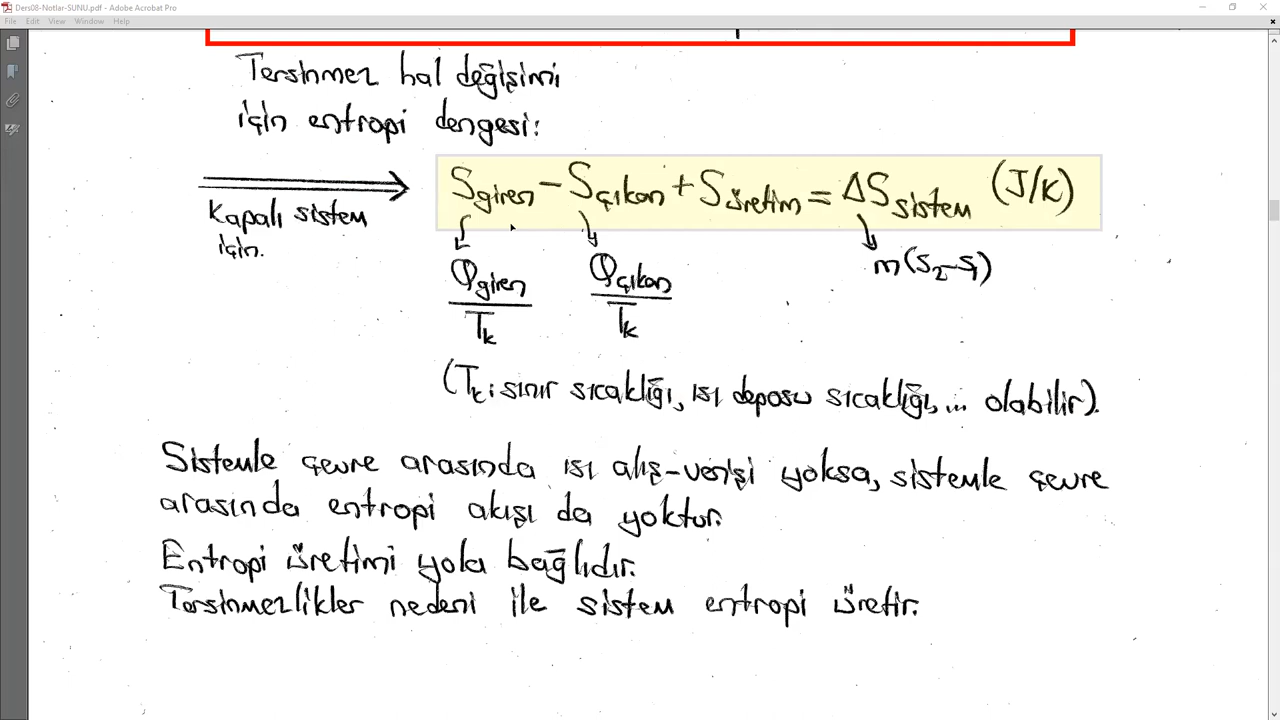 Ders08-Notlar-SUNU.pdf - Adobe Acrobat Pro
File Edit View Window Help
Tersinmez hal değişimi
için entropi dengesi:
Sgiren - Sçıkan + Süretim = ΔSsistem (J/K)
Kapalı sistem
için.
m(S2-S1)
Qgiren/Tk Qçıkan/Tk
(Tk: sınır sıcaklığı, ısı deposu sıcaklığı, ... olabilir).
Sistemle çevre arasında ısı alış-verişi yoksa, sistemle çevre
arasında entropi akışı da yoktur.
Entropi üretimi yola bağlıdır.
Tersinmezlikler nedeni ile sistem entropi üretir.